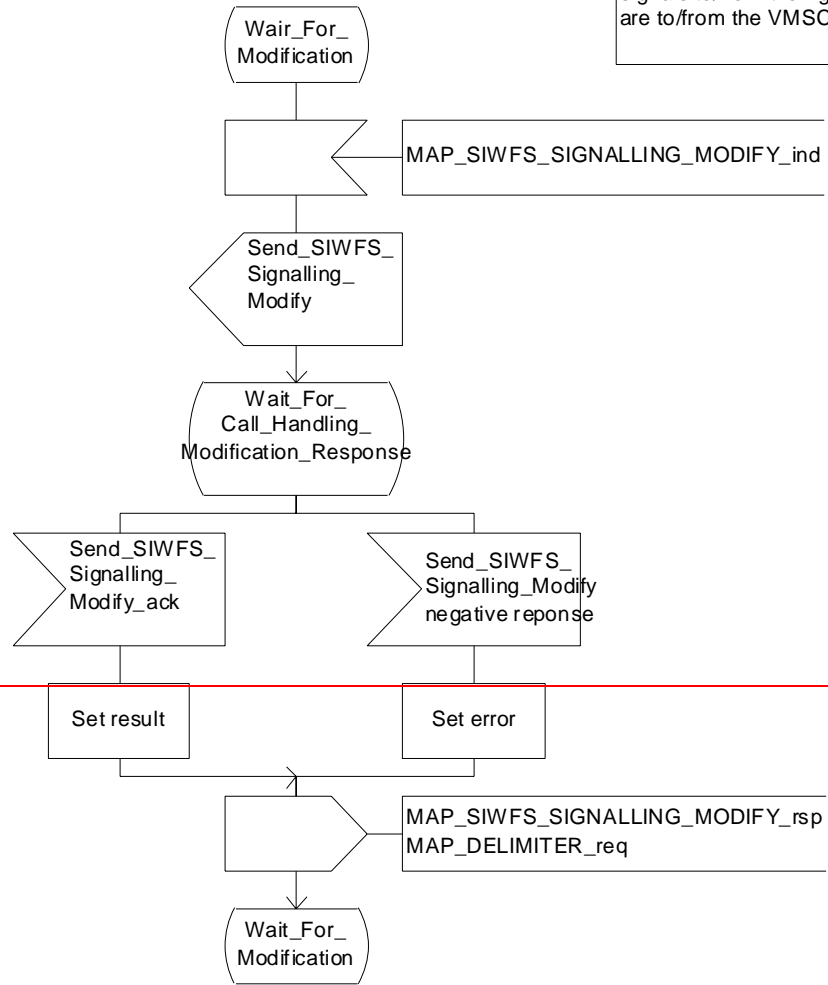 are to/from the VMSC
Wair_For_
Modification
MAP_SIWFS_SIGNALLING_MODIFY_ind
Send_SIWFS_
Signalling_
Modify
Wait_For_
Call_Handling_
Modification_Response
Send_SIWFS_
Signalling_
Modify_ack
Send_SIWFS_
Signalling_Modify
negative reponse
Set result
Set error
MAP_SIWFS_SIGNALLING_MODIFY_rsp
MAP_DELIMITER_req
Wait_For_
Modification